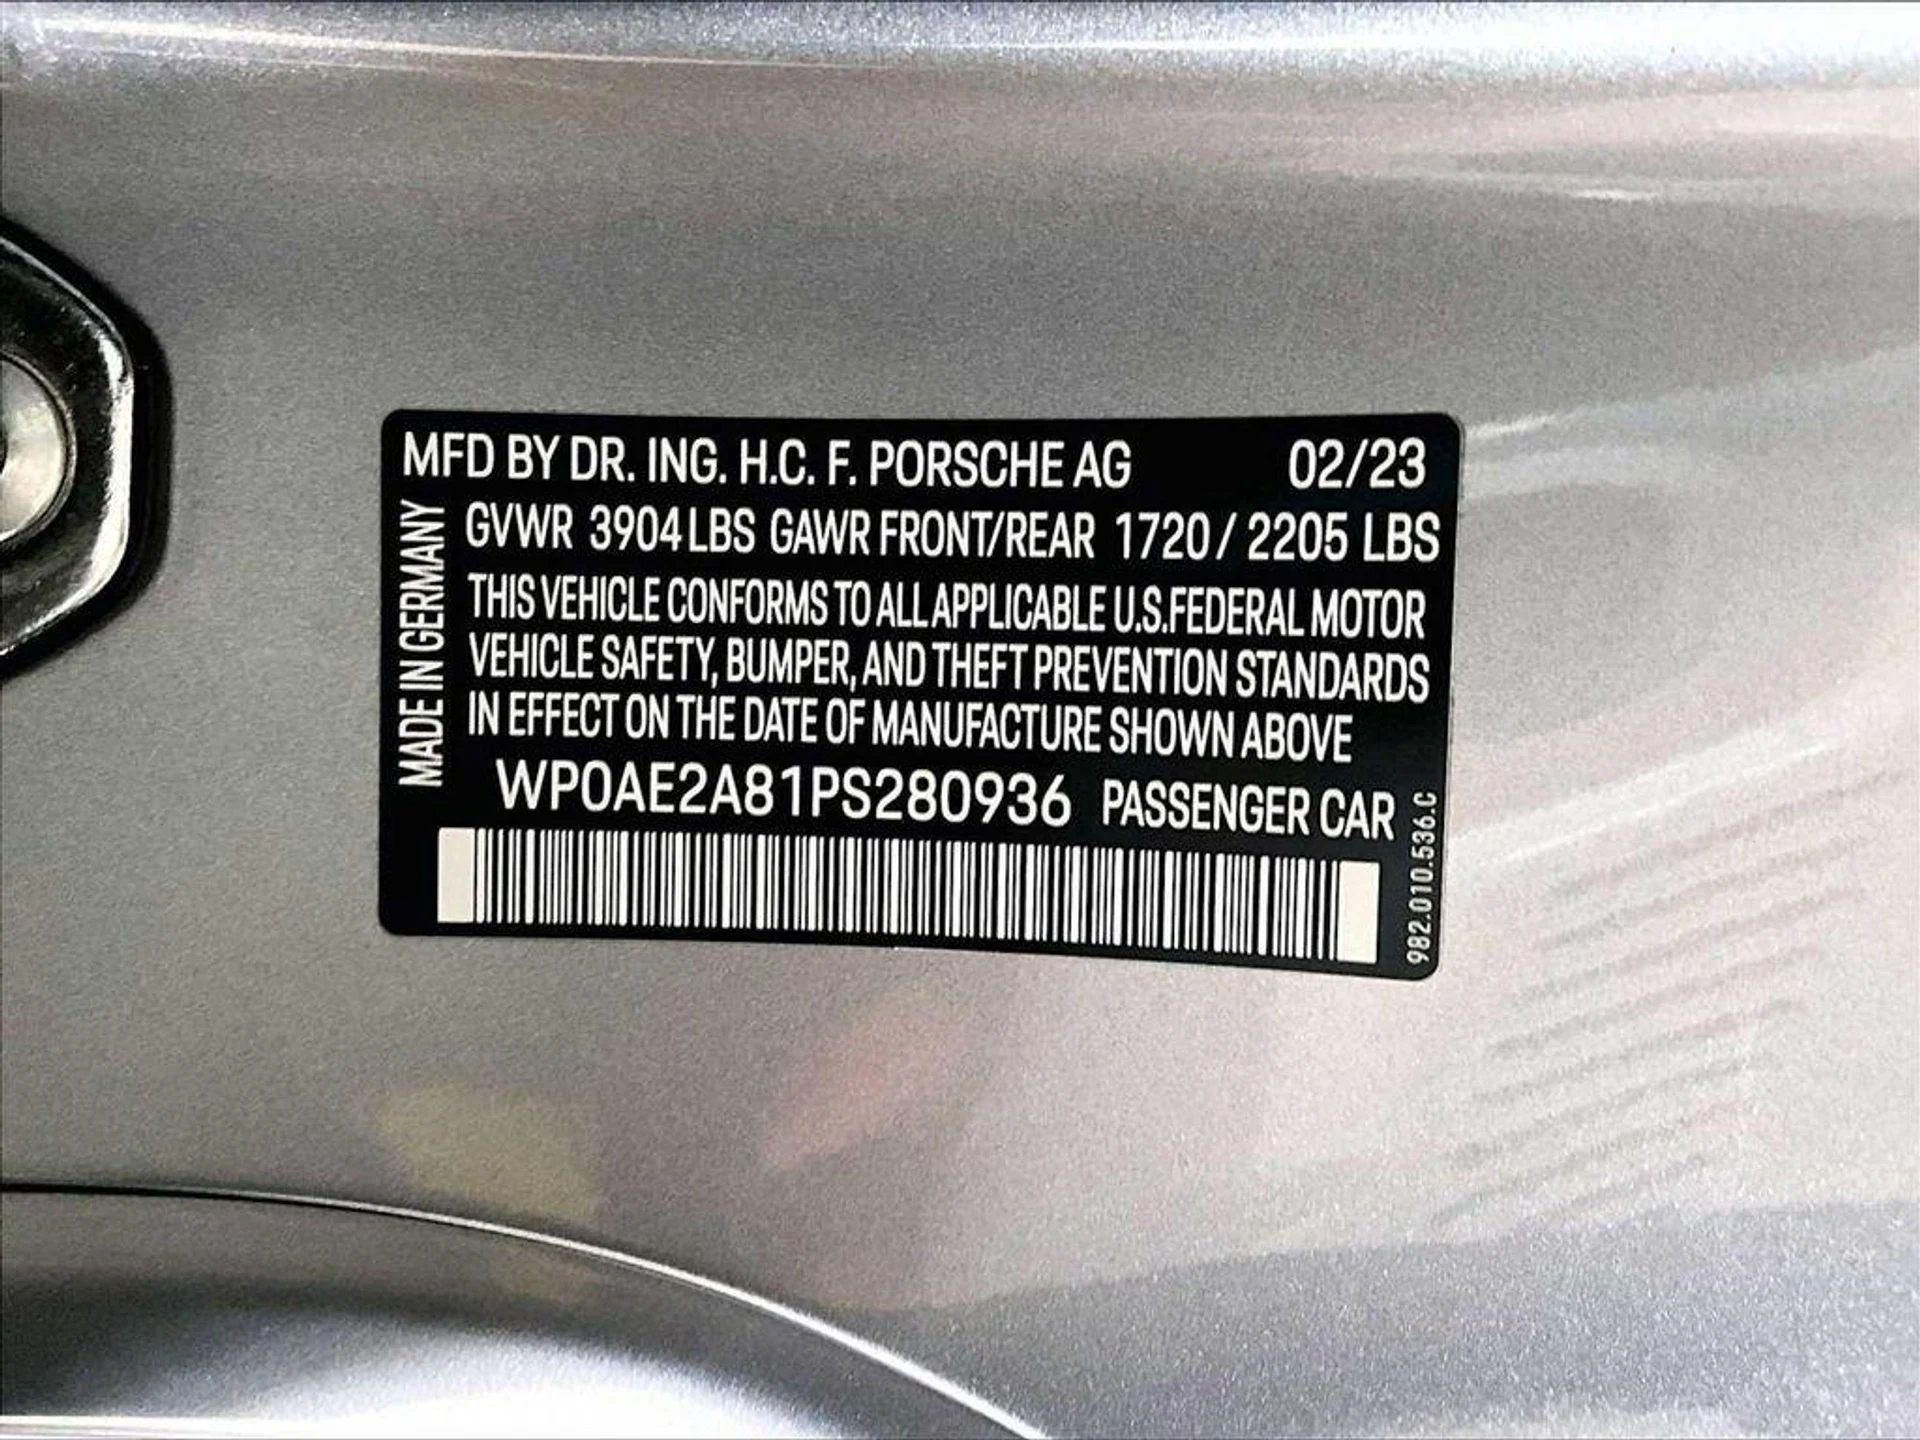 MFD BY DR. ING. H.C. F. PORSCHE AG 02/23
GVWR 3904 LBS GAWR FRONT/REAR 1720 / 2205 LBS
THIS VEHICLE CONFORMS TO ALL APPLICABLE U.S.FEDERAL MOTOR
VEHICLE SAFETY, BUMPER, AND THEFT PREVENTION STANDARDS
IN EFFECT ON THE DATE OF MANUFACTURE SHOWN ABOVE
WP0AE2A81PS280936 PASSENGER CAR
MADE IN GERMANY
982.010.536.C